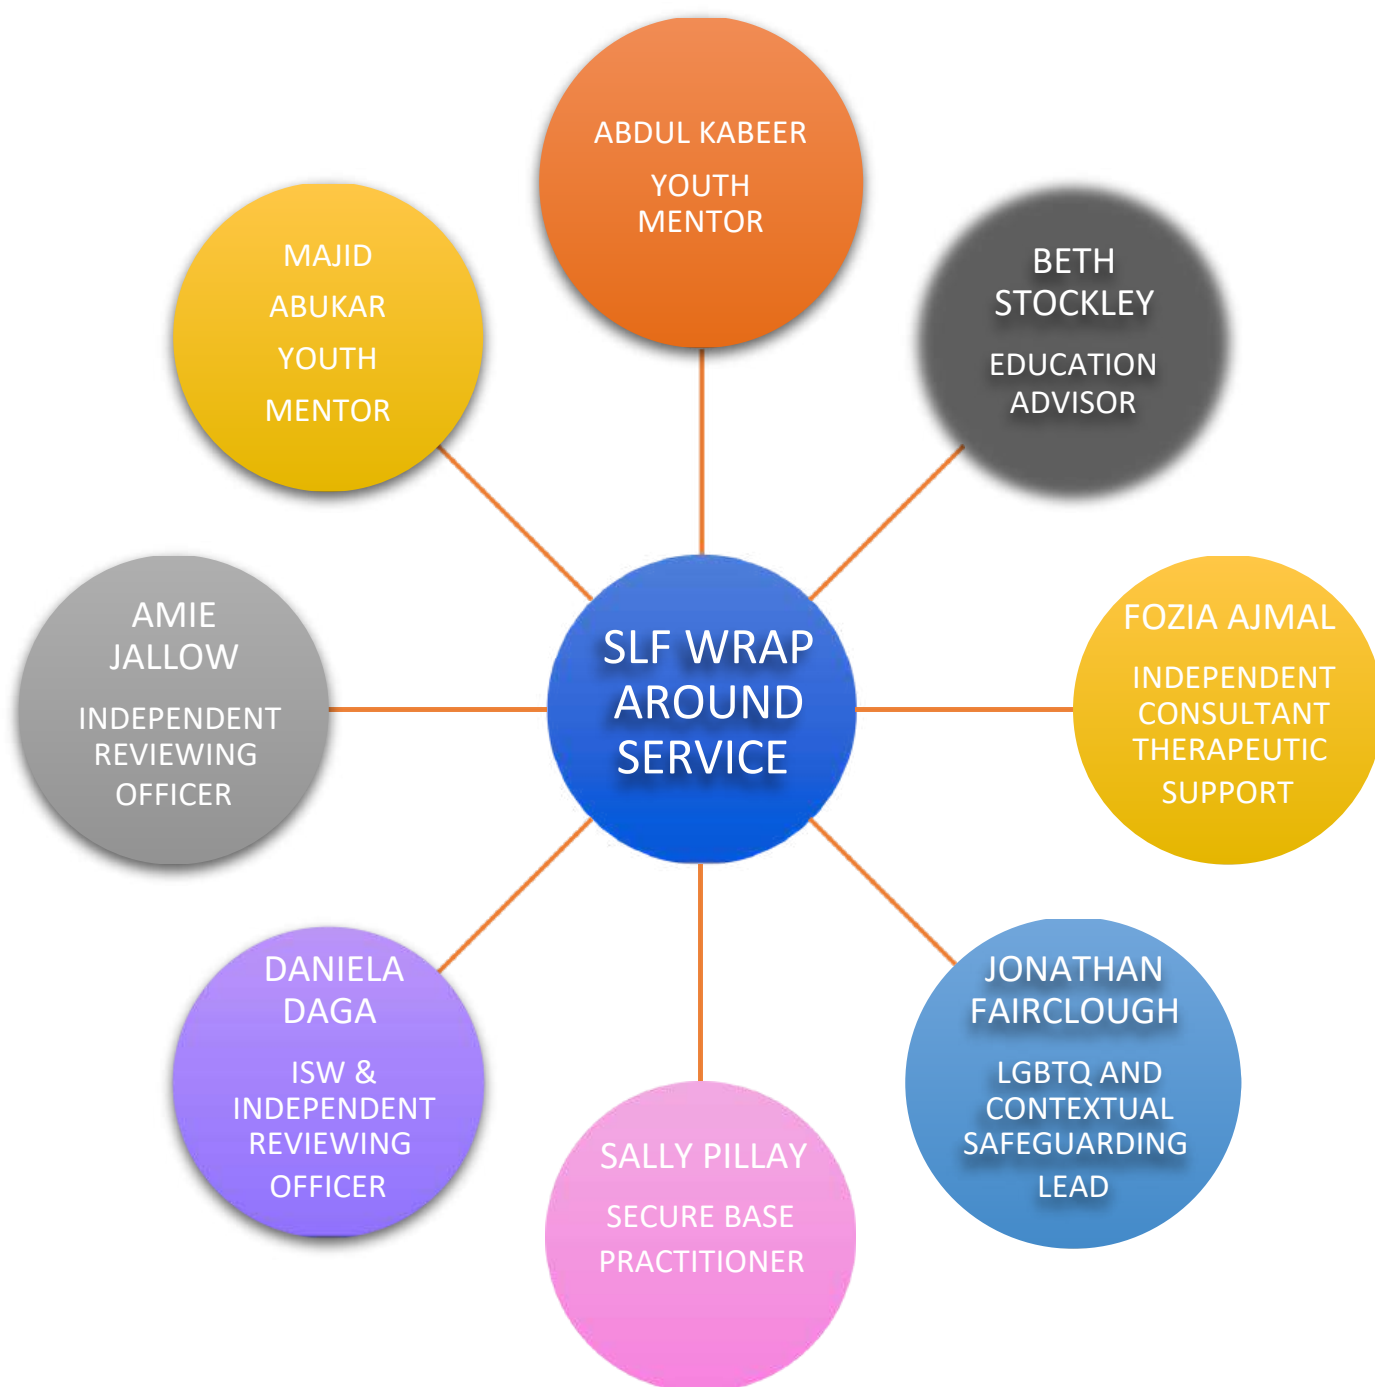 ABDUL KABEER
YOUTH
MENTOR
BETH
STOCKLEY
EDUCATION
ADVISOR
FOZIA AJMAL
INDEPENDENT
CONSULTANT
THERAPEUTIC
SUPPORT
JONATHAN
FAIRCLOUGH
LGBTQ AND
CONTEXTUAL
SAFEGUARDING
LEAD
SALLY PILLAY
SECURE BASE
PRACTITIONER
DANIELA
DAGA
ISW &
INDEPENDENT
REVIEWING
OFFICER
AMIE
JALLOW
INDEPENDENT
REVIEWING
OFFICER
MAJID
ABUKAR
YOUTH
MENTOR
SLF WRAP
AROUND
SERVICE